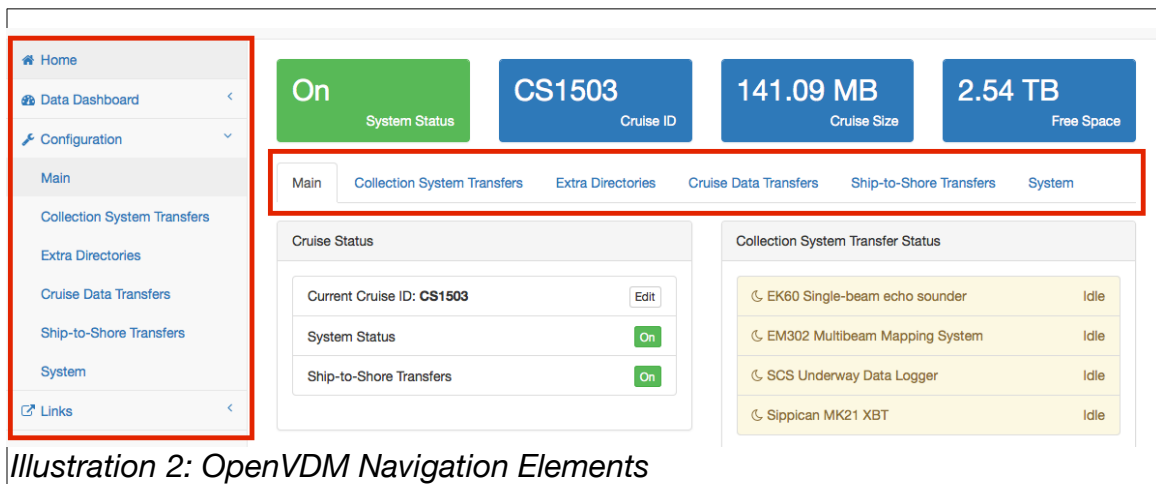 Home
Data Dashboard
Configuration
Main
Collection System Transfers
Extra Directories
Cruise Data Transfers
Ship-to-Shore Transfers
System
Links
On
System Status
CS1503
Cruise ID
141.09 MB
Cruise Size
2.54 TB
Free Space
Main Collection System Transfers Extra Directories Cruise Data Transfers Ship-to-Shore Transfers System
Cruise Status
Current Cruise ID: CS1503 Edit
System Status On
Ship-to-Shore Transfers On
Collection System Transfer Status
EK60 Single-beam echo sounder Idle
EM302 Multibeam Mapping System Idle
SCS Underway Data Logger Idle
Sippican MK21 XBT Idle
Illustration 2: OpenVDM Navigation Elements